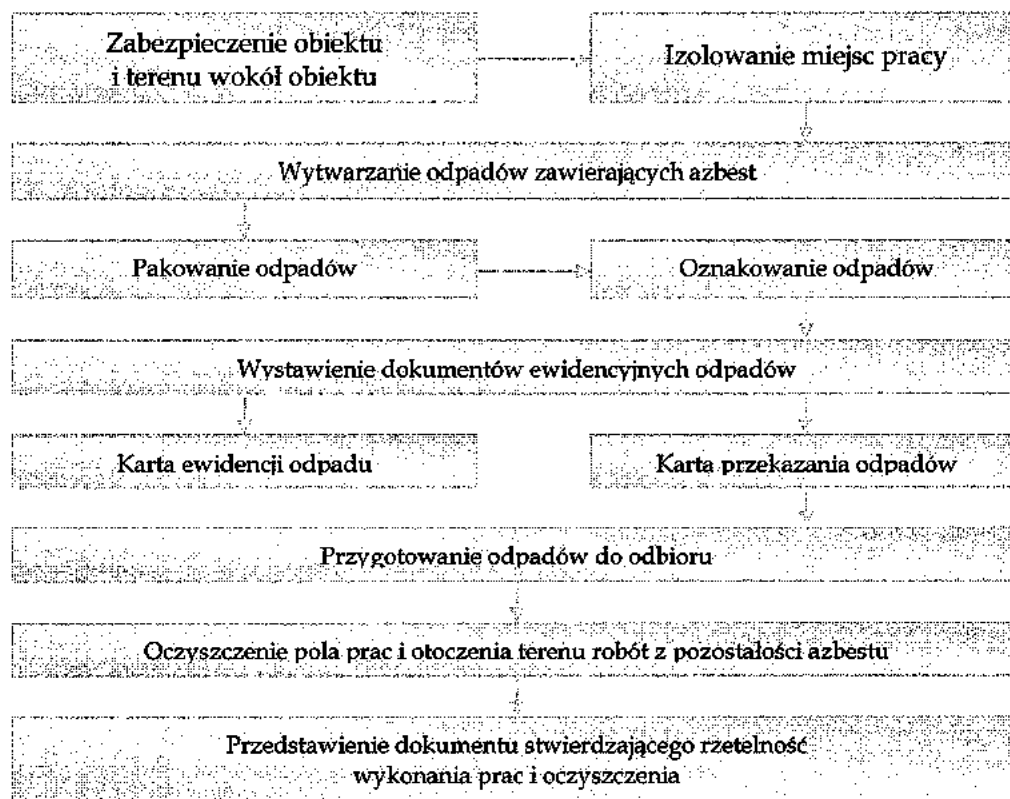 Zabezpieczenie obiektu
i terenu wokół obiektu
Izolowanie miejsc pracy
Wytwarzanie odpadów zawierających azbest
Pakowanie odpadów
Oznakowanie odpadów
Wystawienie dokumentów ewidencyjnych odpadów
Karta ewidencji odpadu
Karta przekazania odpadów
Przygotowanie odpadów do odbioru
Oczyszczenie pola prac i otoczenia terenu robót z pozostałości azbestu
Przedstawienie dokumentu stwierdzającego rzetelność
wykonania prac i oczyszczenia